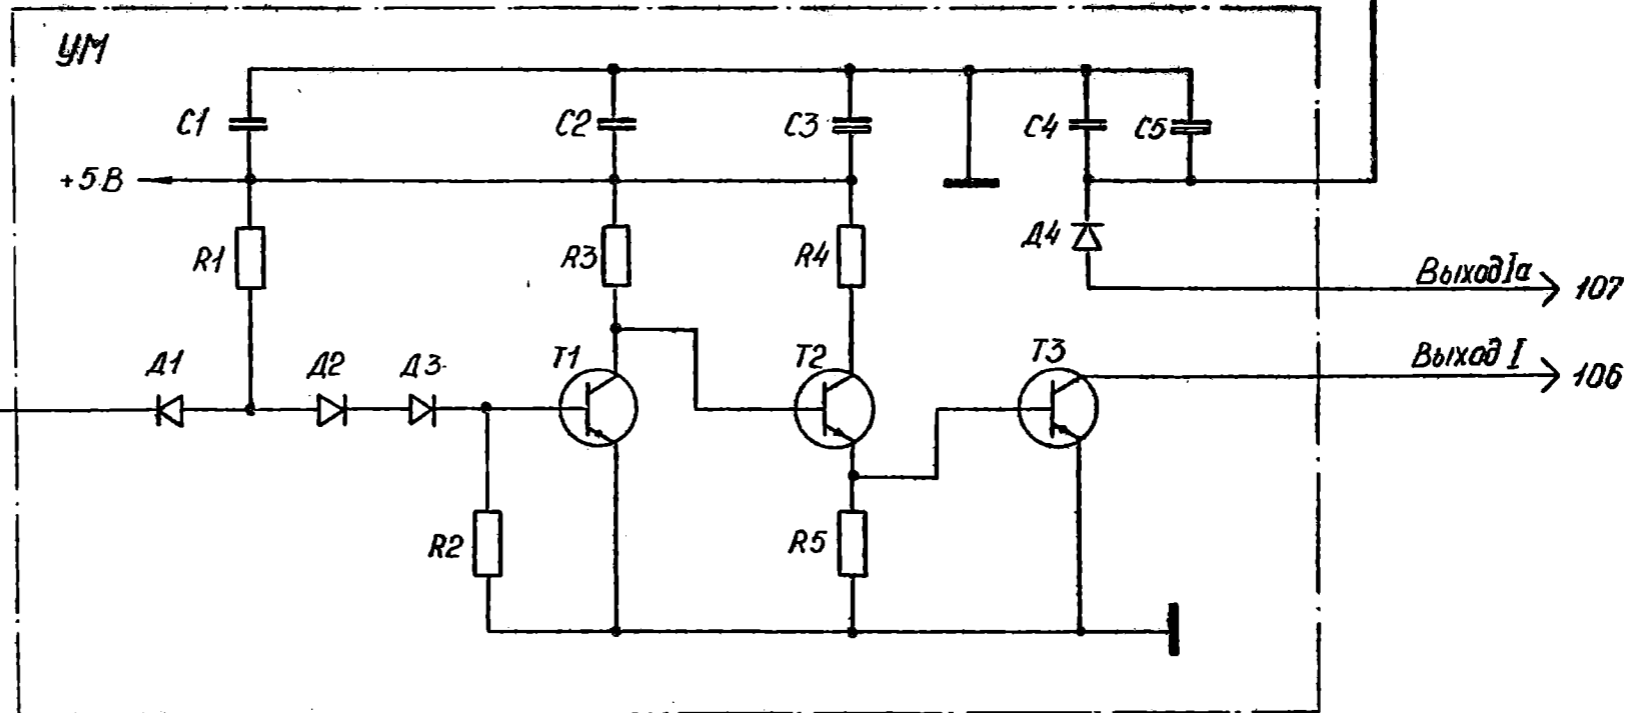 УМ
С1
С2
С3
С4
С5
+5 В
R1
R3
R4
Д4
Выход Iа
107
Д1
Д2
Д3
Т1
Т2
Т3
Выход I
106
R2
R5